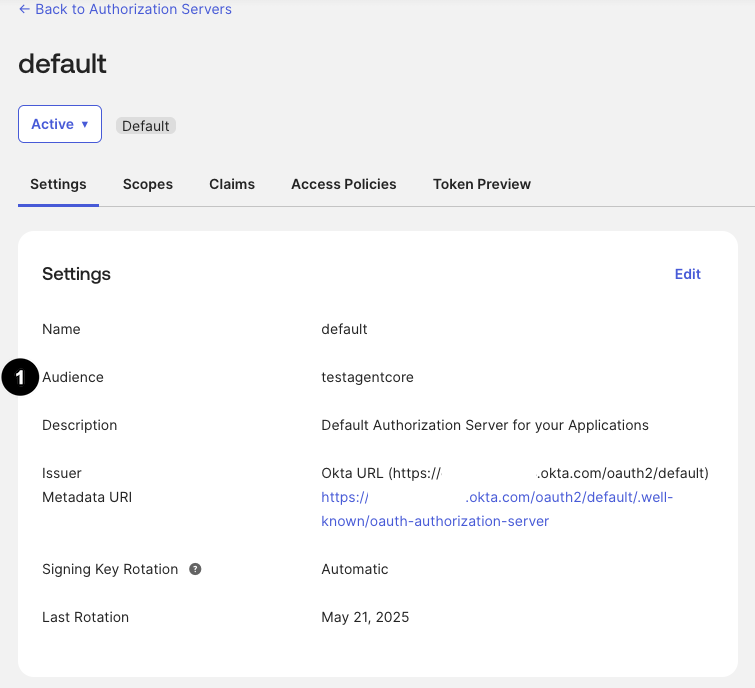 ← Back to Authorization Servers
default
Active ▾ Default
Settings Scopes Claims Access Policies Token Preview
Settings Edit
Name default
1 Audience testagentcore
Description Default Authorization Server for your Applications
Issuer Okta URL (https:// .okta.com/oauth2/default)
Metadata URI https:// .okta.com/oauth2/default/.well-
known/oauth-authorization-server
Signing Key Rotation ? Automatic
Last Rotation May 21, 2025